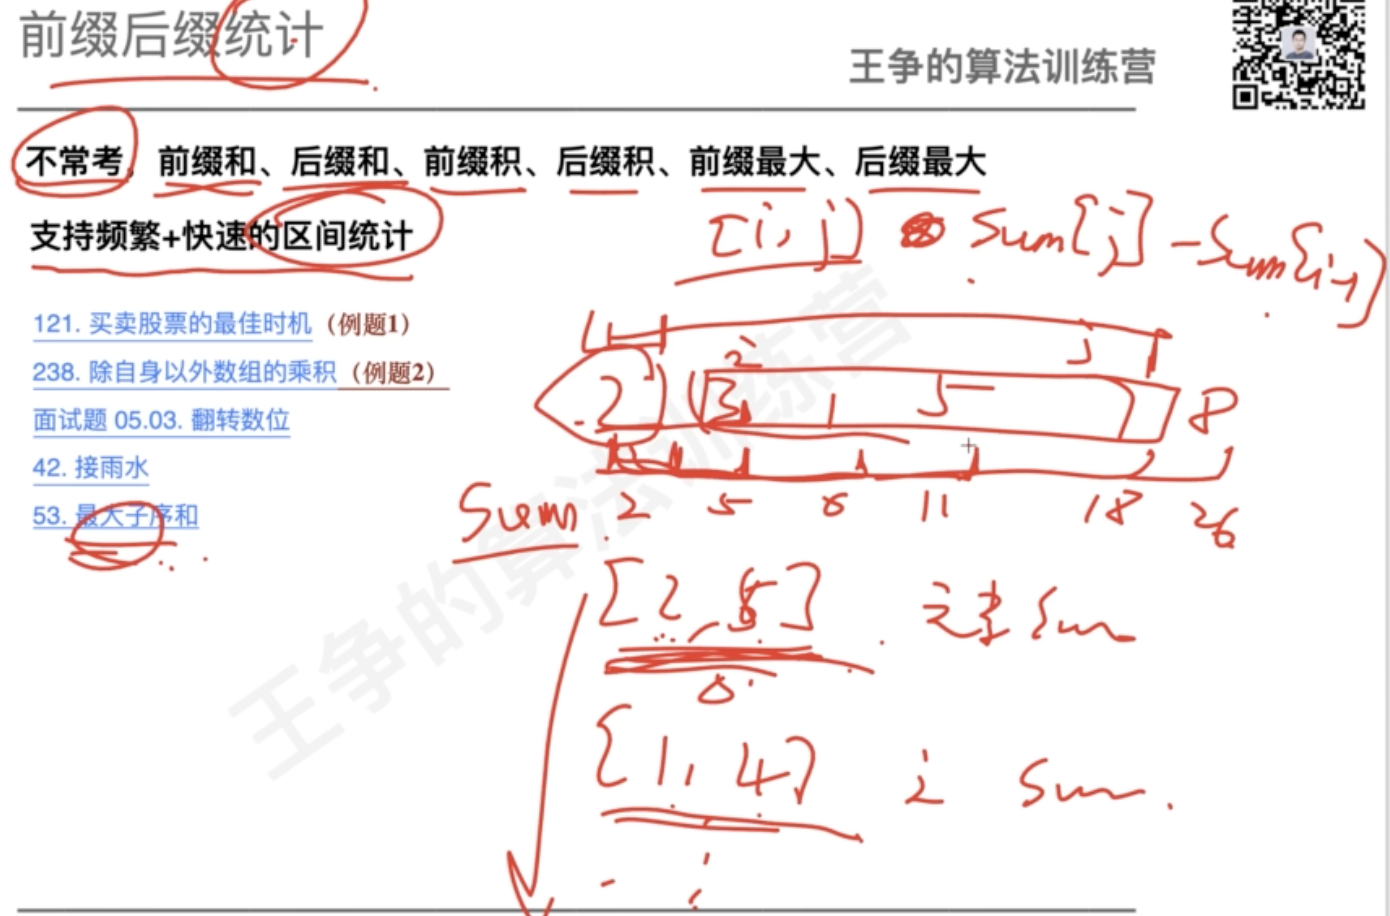 前缀后缀统计
王争的算法训练营
不常考，前缀和、后缀和、前缀积、后缀积、前缀最大、后缀最大
支持频繁+快速的区间统计
[i, j] Sum[j] - Sum[i-1]
121. 买卖股票的最佳时机（例题1）
238. 除自身以外数组的乘积（例题2）
面试题 05.03. 翻转数位
42. 接雨水
53. 最大子序和
i j
2 3 1 5 7 8
Sum 2 5 6 11 18 26
[2, 5] 元素 Sum
[1, 4] Sum
王争的算法训练营